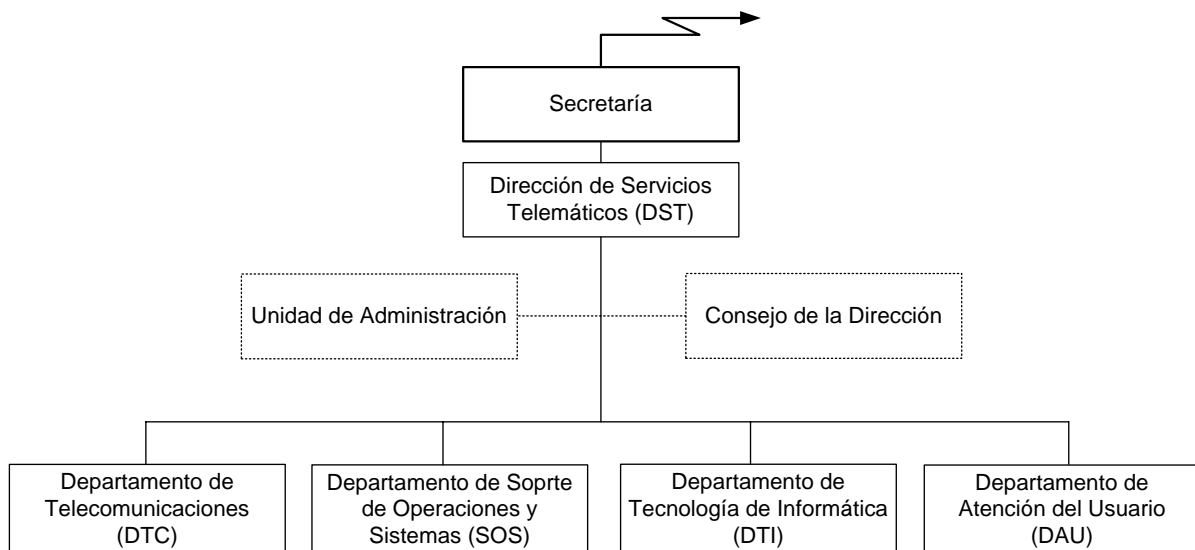 Secretaría
Dirección de Servicios
Telemáticos (DST)
Unidad de Administración
Consejo de la Dirección
Departamento de
Telecomunicaciones
(DTC)
Departamento de Soprte
de Operaciones y
Sistemas (SOS)
Departamento de
Tecnología de Informática
(DTI)
Departamento de
Atención del Usuario
(DAU)